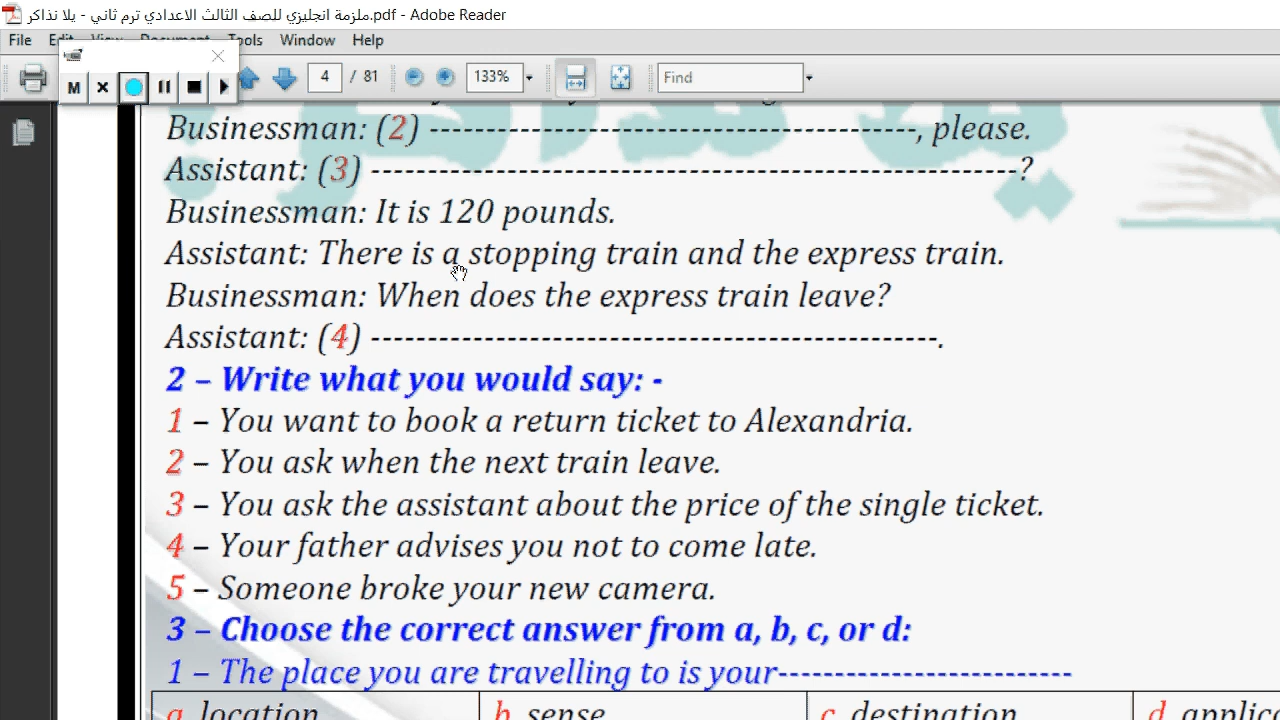 ملزمة انجليزي للصف الثالث الاعدادي ترم ثاني - يلا نذاكر.pdf - Adobe Reader
File Edit View Document Tools Window Help
M
4 / 81 133% Find
Businessman: (2) -------------------------------------------, please.
Assistant: (3) ---------------------------------------------------------?
Businessman: It is 120 pounds.
Assistant: There is a stopping train and the express train.
Businessman: When does the express train leave?
Assistant: (4) --------------------------------------------------.
2 – Write what you would say: -
1 – You want to book a return ticket to Alexandria.
2 – You ask when the next train leave.
3 – You ask the assistant about the price of the single ticket.
4 – Your father advises you not to come late.
5 – Someone broke your new camera.
3 – Choose the correct answer from a, b, c, or d:
1 – The place you are travelling to is your--------------------------
a location b sense c destination d